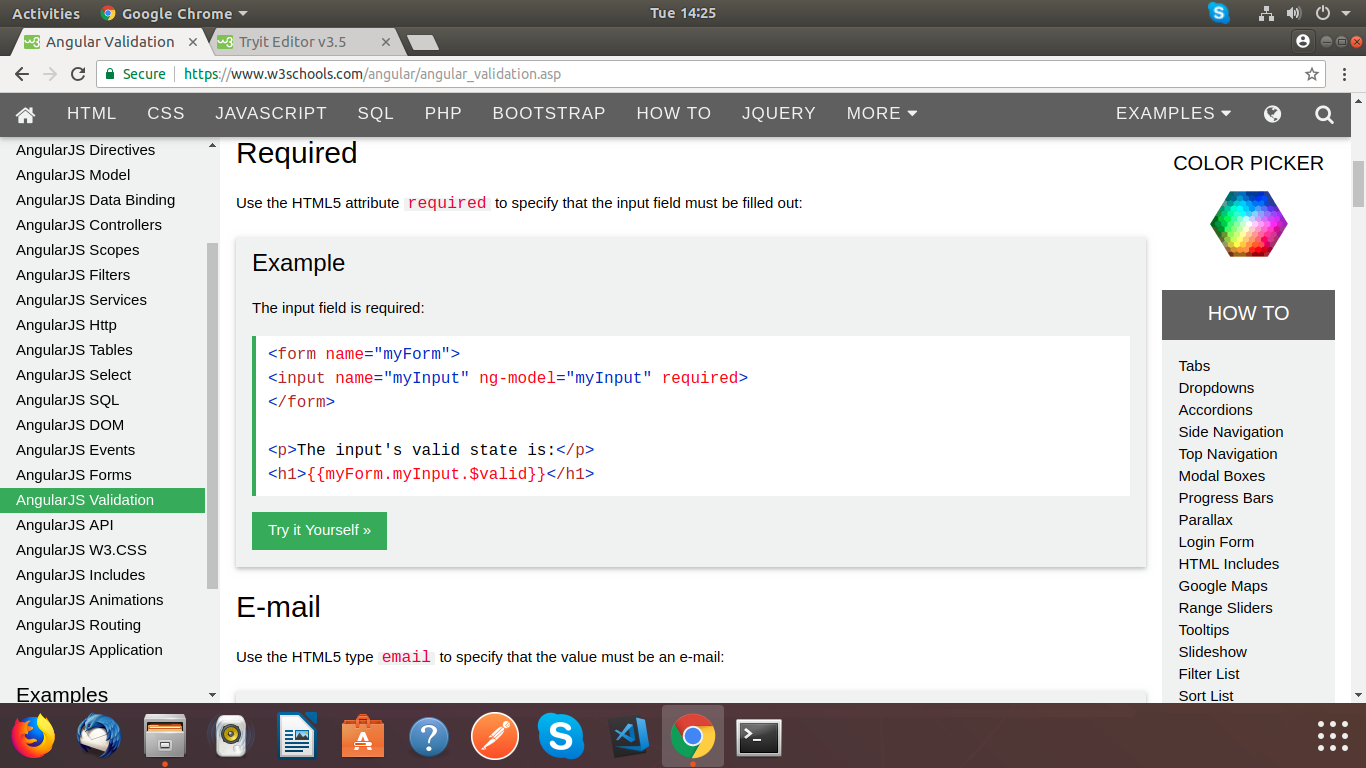 Activities Google Chrome Tue 14:25
Angular Validation Tryit Editor v3.5
Secure https://www.w3schools.com/angular/angular_validation.asp
HTML CSS JAVASCRIPT SQL PHP BOOTSTRAP HOW TO JQUERY MORE EXAMPLES
AngularJS Directives
AngularJS Model
AngularJS Data Binding
AngularJS Controllers
AngularJS Scopes
AngularJS Filters
AngularJS Services
AngularJS Http
AngularJS Tables
AngularJS Select
AngularJS SQL
AngularJS DOM
AngularJS Events
AngularJS Forms
AngularJS Validation
AngularJS API
AngularJS W3.CSS
AngularJS Includes
AngularJS Animations
AngularJS Routing
AngularJS Application
Examples
Required
Use the HTML5 attribute required to specify that the input field must be filled out:
Example
The input field is required:
<form name="myForm">
<input name="myInput" ng-model="myInput" required>
</form>
<p>The input's valid state is:</p>
<h1>{{myForm.myInput.$valid}}</h1>
Try it Yourself »
E-mail
Use the HTML5 type email to specify that the value must be an e-mail:
COLOR PICKER
HOW TO
Tabs
Dropdowns
Accordions
Side Navigation
Top Navigation
Modal Boxes
Progress Bars
Parallax
Login Form
HTML Includes
Google Maps
Range Sliders
Tooltips
Slideshow
Filter List
Sort List